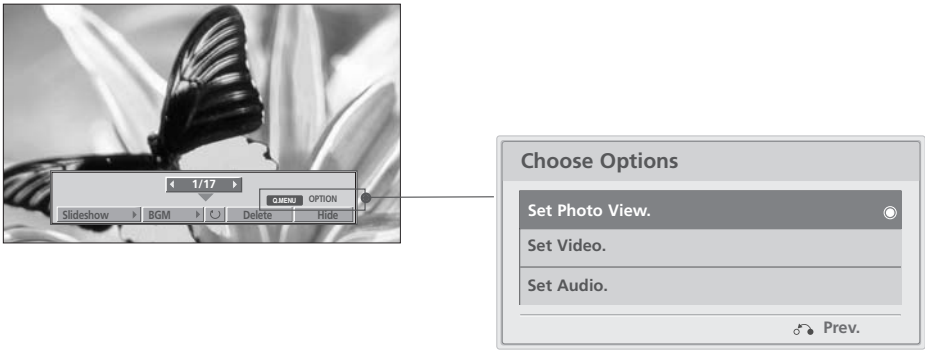 1/17
Q.MENU OPTION
Slideshow BGM Delete Hide
Choose Options
Set Photo View.
Set Video.
Set Audio.
Prev.